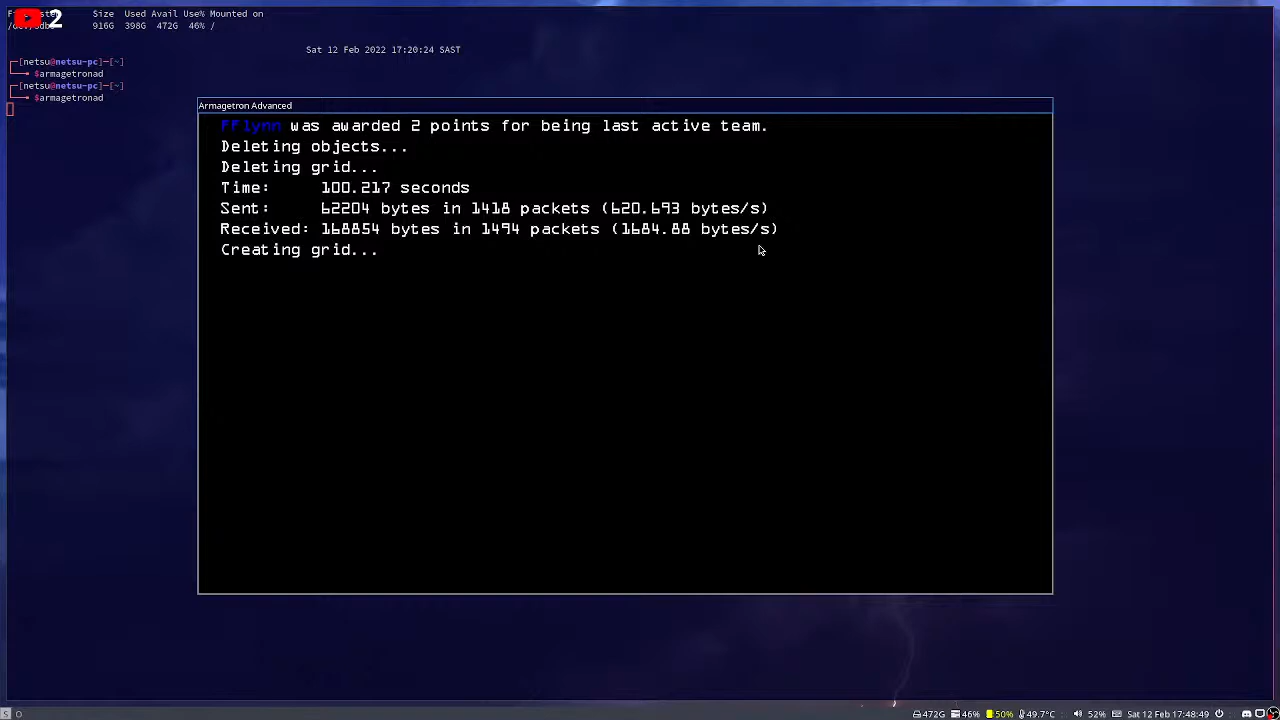 2
Size Used Avail Use% Mounted on
916G 398G 472G 46% /
Sat 12 Feb 2022 17:20:24 SAST
[netsu@netsu-pc]-[~]
$armagetronad
[netsu@netsu-pc]-[~]
$armagetronad
Armagetron Advanced
FFlynn was awarded 2 points for being last active team.
Deleting objects...
Deleting grid...
Time: 100.217 seconds
Sent: 62204 bytes in 1418 packets (620.693 bytes/s)
Received: 168854 bytes in 1494 packets (1684.88 bytes/s)
Creating grid...
S O 472G 46% 50% 49.7°C 52% Sat 12 Feb 17:48:49